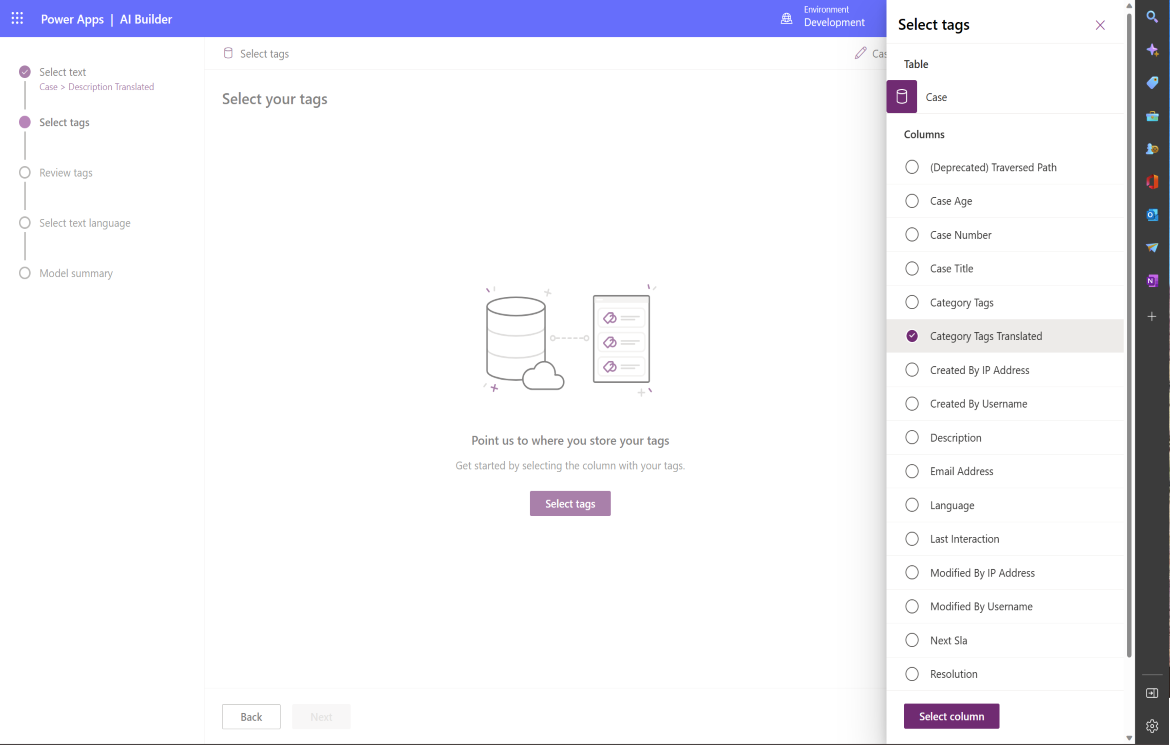 Power Apps | AI Builder
Environment
Development
Select text
Case > Description Translated
Select tags
Review tags
Select text language
Model summary
Select tags
Cas
Select your tags
Point us to where you store your tags
Get started by selecting the column with your tags.
Select tags
Back
Next
Select tags
Table
Case
Columns
(Deprecated) Traversed Path
Case Age
Case Number
Case Title
Category Tags
Category Tags Translated
Created By IP Address
Created By Username
Description
Email Address
Language
Last Interaction
Modified By IP Address
Modified By Username
Next Sla
Resolution
Select column